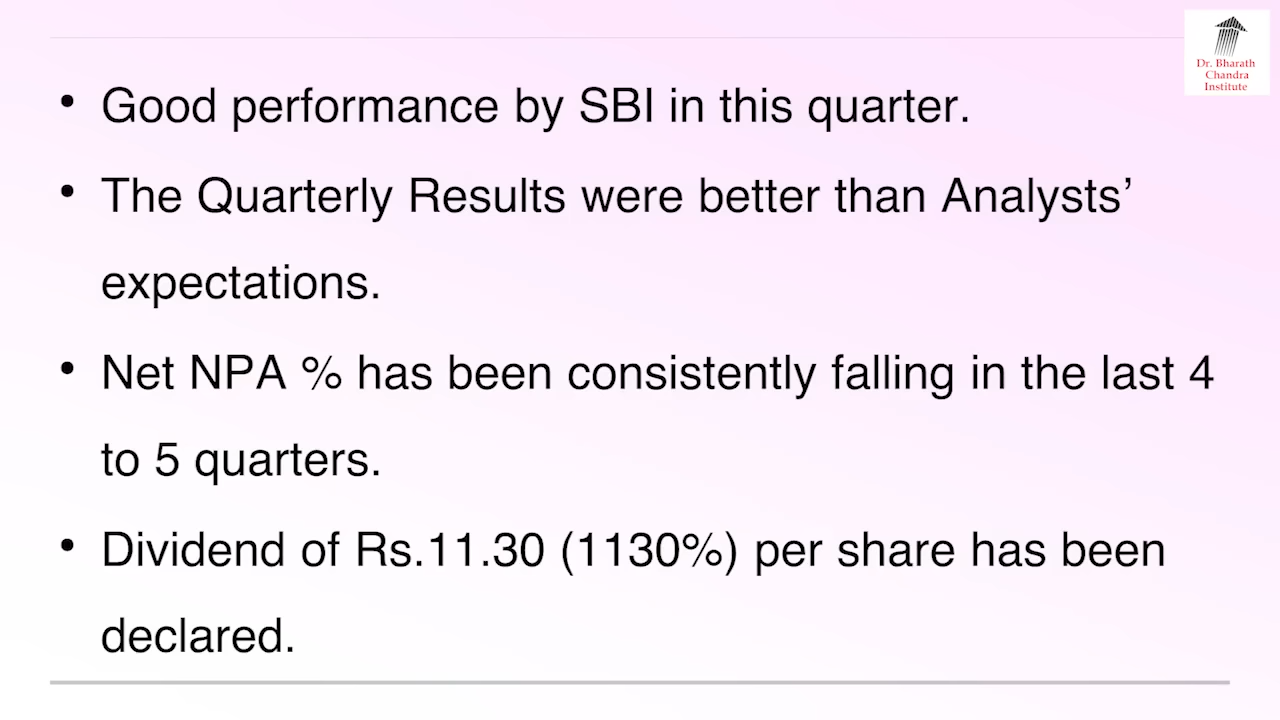 Dr. Bharath
Chandra
Institute
• Good performance by SBI in this quarter.
• The Quarterly Results were better than Analysts’
expectations.
• Net NPA % has been consistently falling in the last 4
to 5 quarters.
• Dividend of Rs.11.30 (1130%) per share has been
declared.